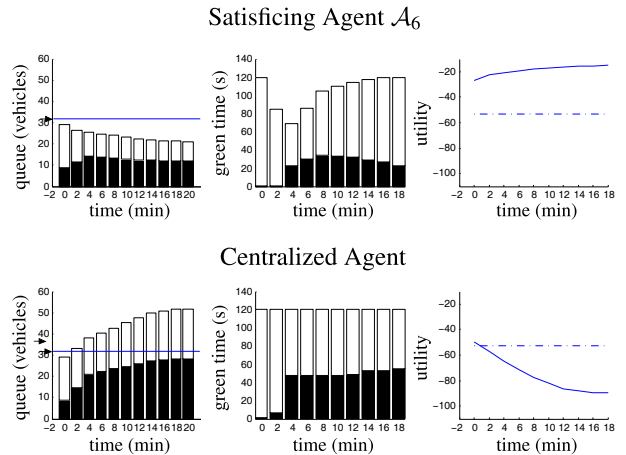 Satisficing Agent 𝒜₆
queue (vehicles)
60
50
40
30
20
10
0
−2 0 2 4 6 8 10 12 14 16 18 20
time (min)
green time (s)
140
120
100
80
60
40
20
0
0 2 4 6 8 10 12 14 16 18
time (min)
utility
−20
−40
−60
−80
−100
−2 0 2 4 6 8 10 12 14 16 18
time (min)
Centralized Agent
queue (vehicles)
60
50
40
30
20
10
0
−2 0 2 4 6 8 10 12 14 16 18 20
time (min)
green time (s)
140
120
100
80
60
40
20
0
0 2 4 6 8 10 12 14 16 18
time (min)
utility
−20
−40
−60
−80
−100
−2 0 2 4 6 8 10 12 14 16 18
time (min)